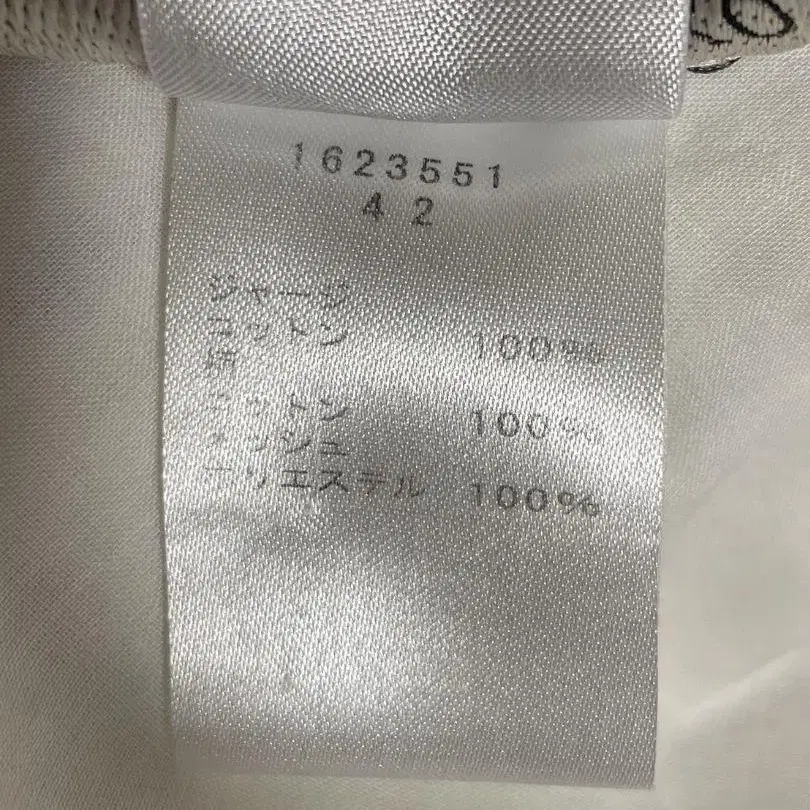 1623551
42
ジャージ
コットン 100%
柄
コットン 100%
メッシュ
ポリエステル 100%